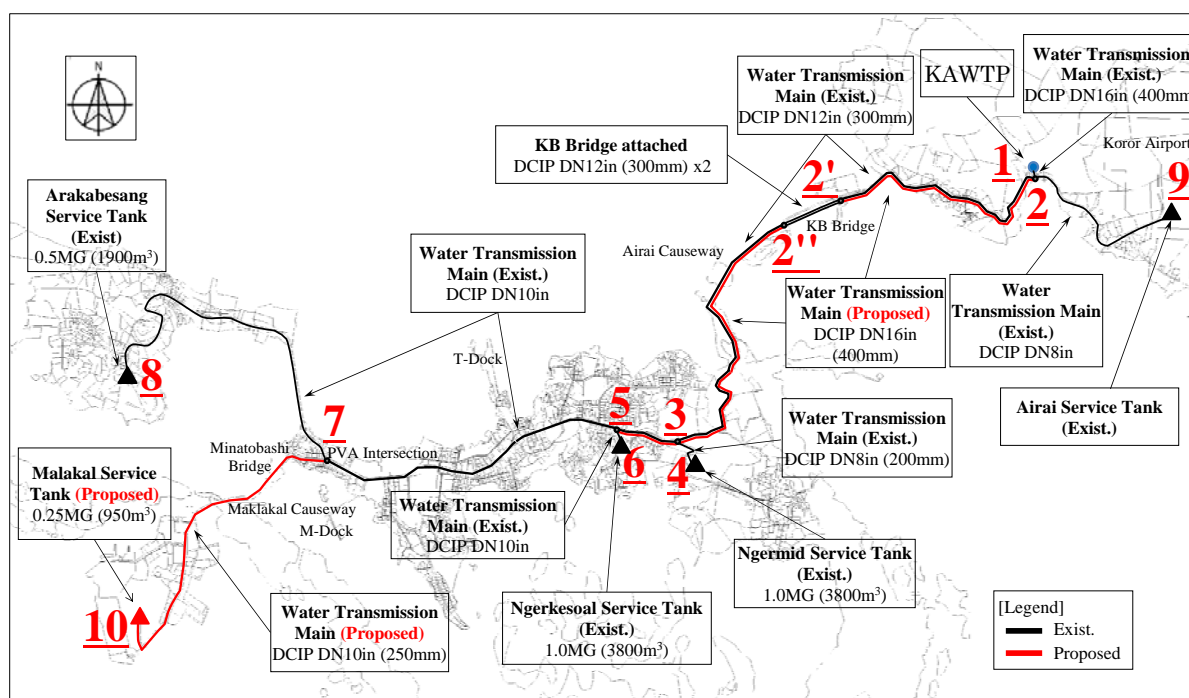 N
Water Transmission
Main (Exist.)
DCIP DN12in (300mm)
KAWTP
Water Transmission
Main (Exist.)
DCIP DN16in (400mm
KB Bridge attached
DCIP DN12in (300mm) x2
Koror Airport
1
2
9
2'
KB Bridge
2''
Airai Causeway
Arakabesang
Service Tank
(Exist)
0.5MG (1900m³)
Water Transmission
Main (Exist.)
DCIP DN10in
Water Transmission
Main (Proposed)
DCIP DN16in
(400mm)
Water
Transmission Main
(Exist.)
DCIP DN8in
Airai Service Tank
(Exist.)
T-Dock
8
7
5
3
6
4
Water Transmission
Main (Exist.)
DCIP DN8in (200mm)
Minatobashi
Bridge
PVA Intersection
Malakal Service
Tank (Proposed)
0.25MG (950m³)
Maklakal Causeway
M-Dock
Water Transmission
Main (Exist.)
DCIP DN10in
Ngermid Service Tank
(Exist.)
1.0MG (3800m³)
10
Water Transmission
Main (Proposed)
DCIP DN10in (250mm)
Ngerkesoal Service Tank
(Exist.)
1.0MG (3800m³)
[Legend]
Exist.
Proposed